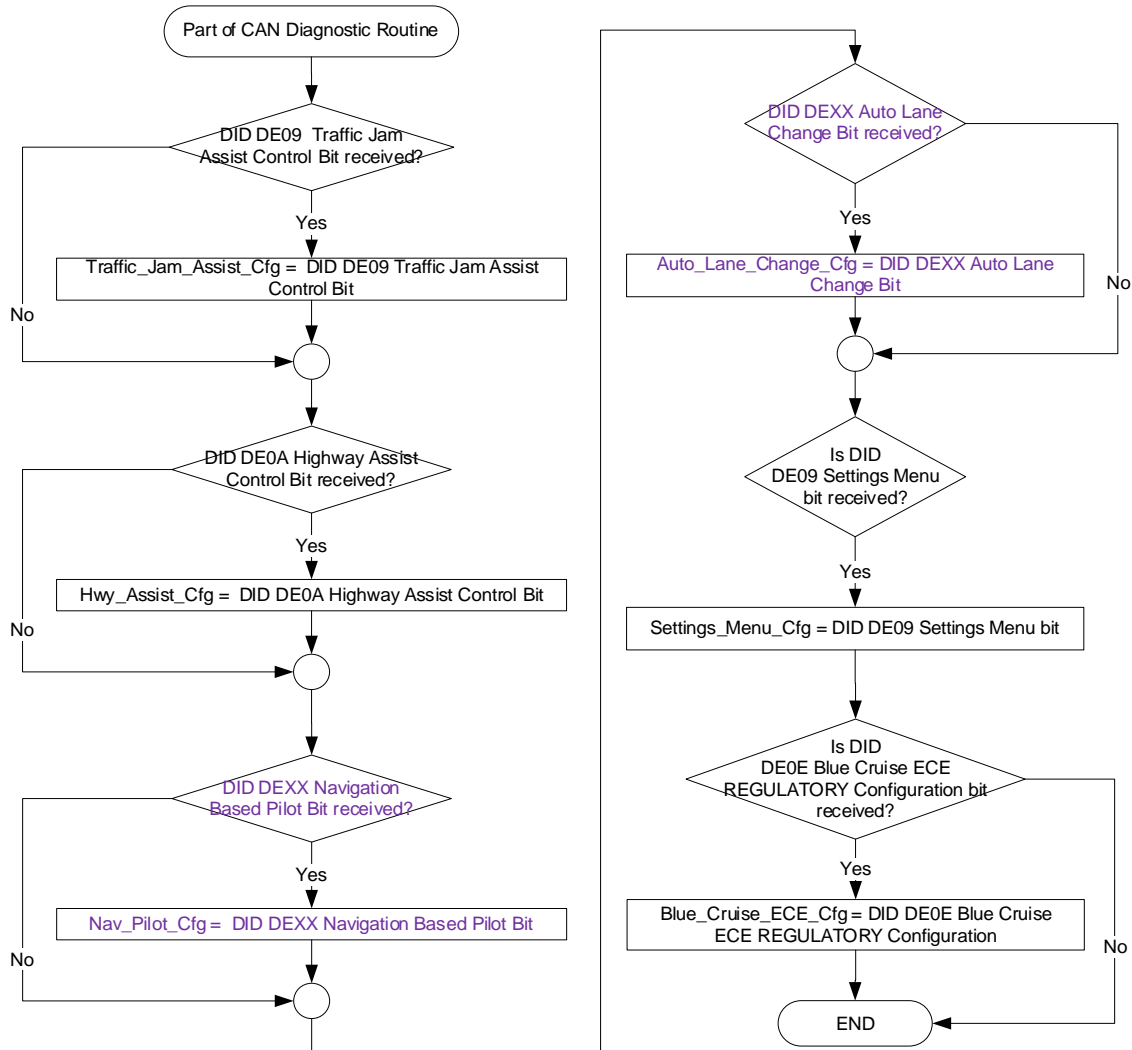 Part of CAN Diagnostic Routine
DID DE09 Traffic Jam
Assist Control Bit received?
Yes
Traffic_Jam_Assist_Cfg = DID DE09 Traffic Jam Assist
Control Bit
No
DID DE0A Highway Assist
Control Bit received?
Yes
Hwy_Assist_Cfg = DID DE0A Highway Assist Control Bit
No
DID DEXX Navigation
Based Pilot Bit received?
Yes
Nav_Pilot_Cfg = DID DEXX Navigation Based Pilot Bit
No
DID DEXX Auto Lane
Change Bit received?
Yes
Auto_Lane_Change_Cfg = DID DEXX Auto Lane
Change Bit
No
Is DID
DE09 Settings Menu
bit received?
Yes
Settings_Menu_Cfg = DID DE09 Settings Menu bit
Is DID
DE0E Blue Cruise ECE
REGULATORY Configuration bit
received?
Yes
Blue_Cruise_ECE_Cfg = DID DE0E Blue Cruise
ECE REGULATORY Configuration
No
END